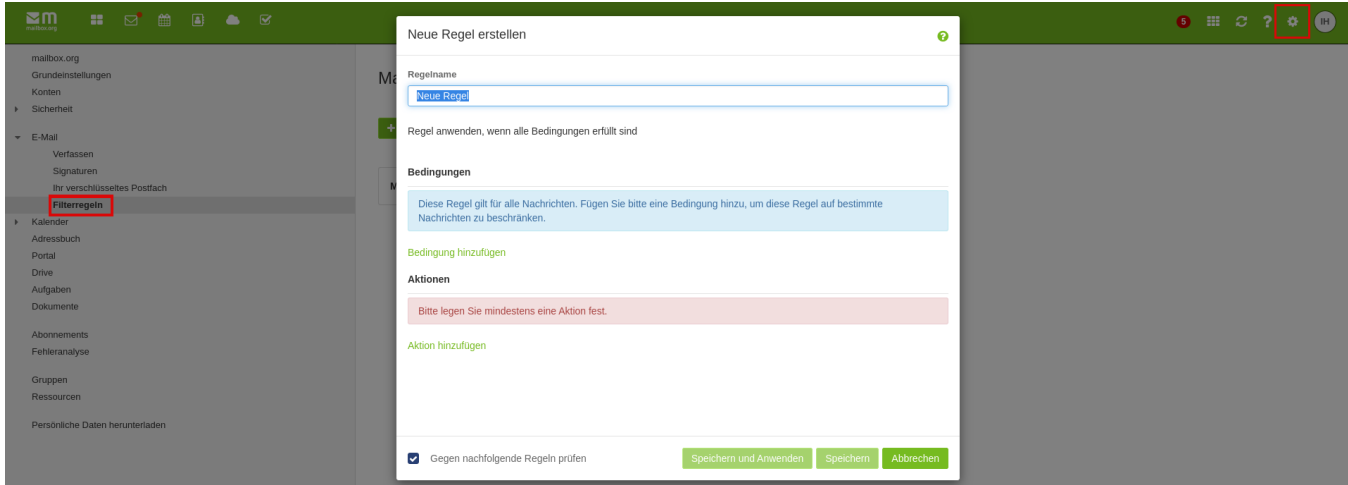 mailbox.org
5
IH
mailbox.org
Grundeinstellungen
Konten
Sicherheit
E-Mail
Verfassen
Signaturen
Ihr verschlüsseltes Postfach
Filterregeln
Kalender
Adressbuch
Portal
Drive
Aufgaben
Dokumente
Abonnements
Fehleranalyse
Gruppen
Ressourcen
Persönliche Daten herunterladen
Ma
M
Neue Regel erstellen
Regelname
Neue Regel
Regel anwenden, wenn alle Bedingungen erfüllt sind
Bedingungen
Diese Regel gilt für alle Nachrichten. Fügen Sie bitte eine Bedingung hinzu, um diese Regel auf bestimmte
Nachrichten zu beschränken.
Bedingung hinzufügen
Aktionen
Bitte legen Sie mindestens eine Aktion fest.
Aktion hinzufügen
Gegen nachfolgende Regeln prüfen
Speichern und Anwenden
Speichern
Abbrechen